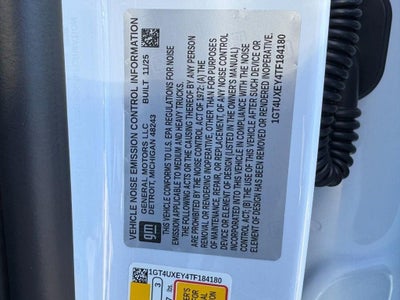 VEHICLE NOISE EMISSION CONTROL INFORMATION
GENERAL MOTORS LLC BUILT 11/25
DETROIT, MICHIGAN 48243
THIS VEHICLE CONFORMS TO U.S. EPA REGULATIONS FOR NOISE
EMISSION APPLICABLE TO MEDIUM AND HEAVY TRUCKS.
THE FOLLOWING ACTS OR THE CAUSING THEREOF BY ANY PERSON
ARE PROHIBITED BY THE NOISE CONTROL ACT OF 1972: (A) THE
REMOVAL OR RENDERING INOPERATIVE, OTHER THAN FOR PURPOSES
OF MAINTENANCE, REPAIR, OR REPLACEMENT, OF ANY NOISE CONTROL
DEVICE OR ELEMENT OF DESIGN (LISTED IN THE OWNER'S MANUAL)
INCORPORATED INTO THIS VEHICLE IN COMPLIANCE WITH THE NOISE
CONTROL ACT; (B) THE USE OF THIS VEHICLE AFTER SUCH DEVICE OR
ELEMENT OF DESIGN HAS BEEN REMOVED OR RENDERED INOPERATIVE.
1GT4UXEY4TF184180
gm
1GT4UXEY4TF184180
3
lbs